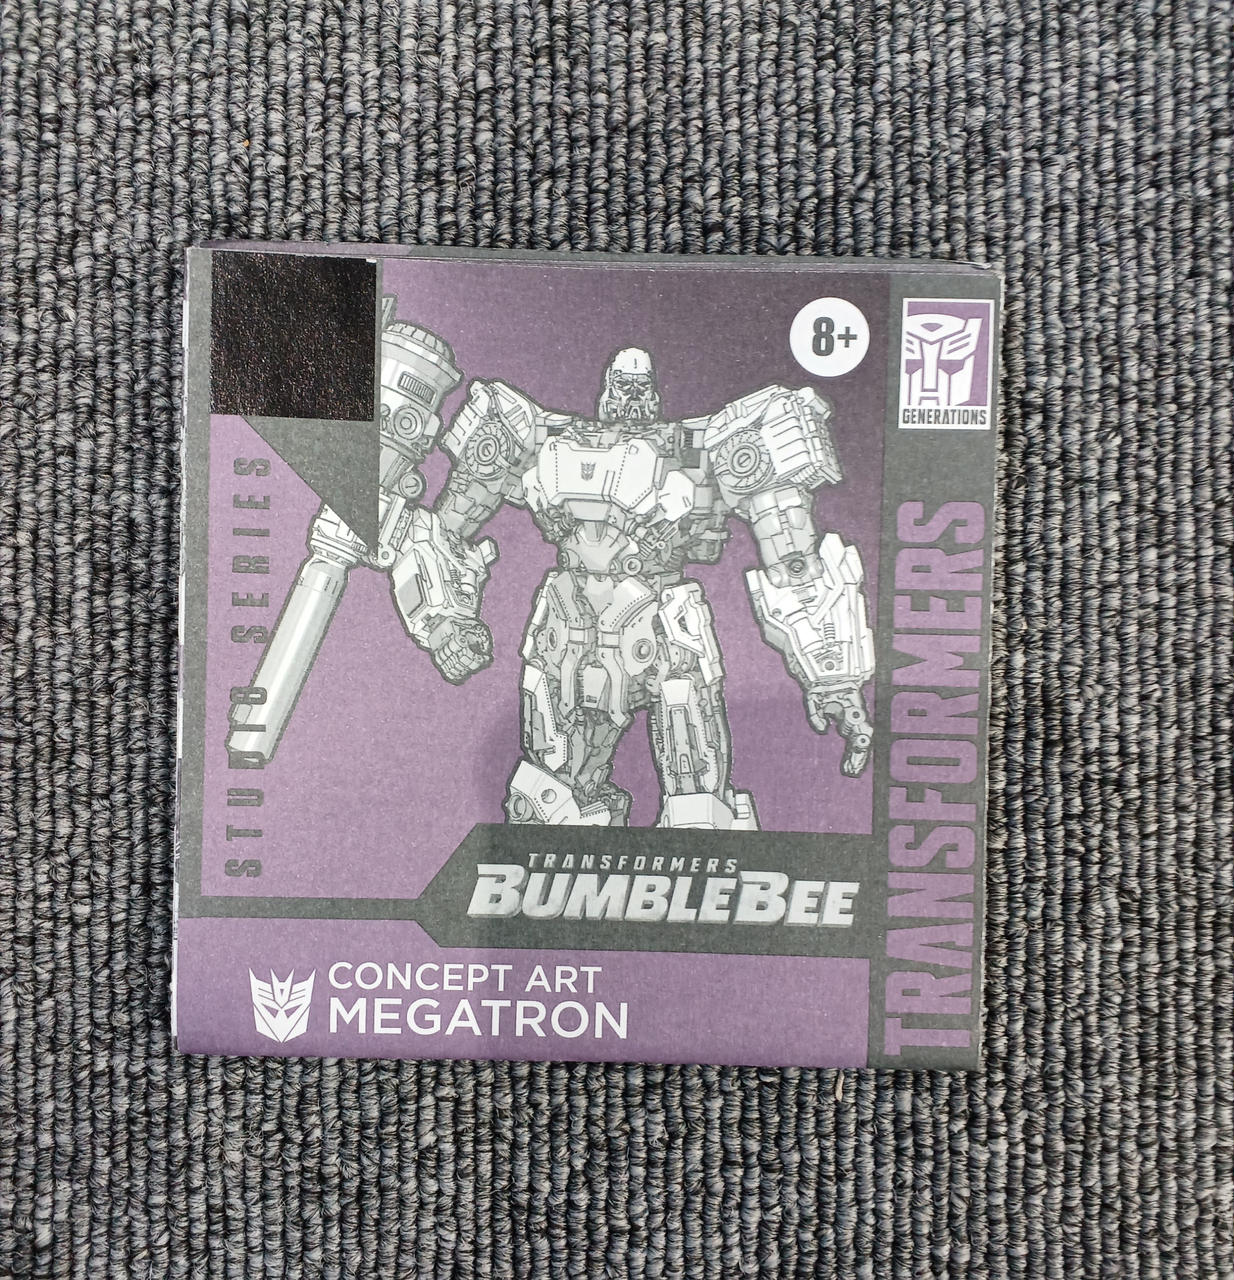 8+
GENERATIONS
STUDIO SERIES
TRANSFORMERS
TRANSFORMERS
BUMBLEBEE
CONCEPT ART
MEGATRON